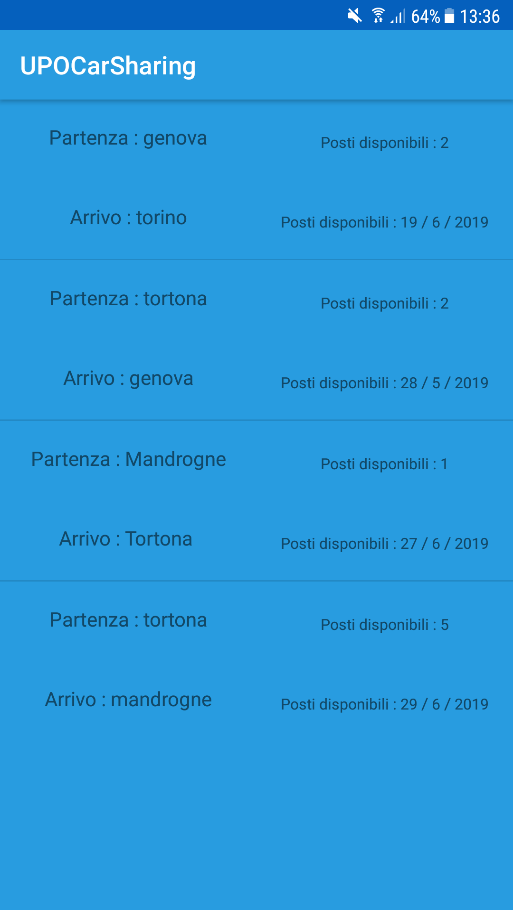 64% 13:36
UPOCarSharing
Partenza : genova
Posti disponibili : 2
Arrivo : torino
Posti disponibili : 19 / 6 / 2019
Partenza : tortona
Posti disponibili : 2
Arrivo : genova
Posti disponibili : 28 / 5 / 2019
Partenza : Mandrogne
Posti disponibili : 1
Arrivo : Tortona
Posti disponibili : 27 / 6 / 2019
Partenza : tortona
Posti disponibili : 5
Arrivo : mandrogne
Posti disponibili : 29 / 6 / 2019